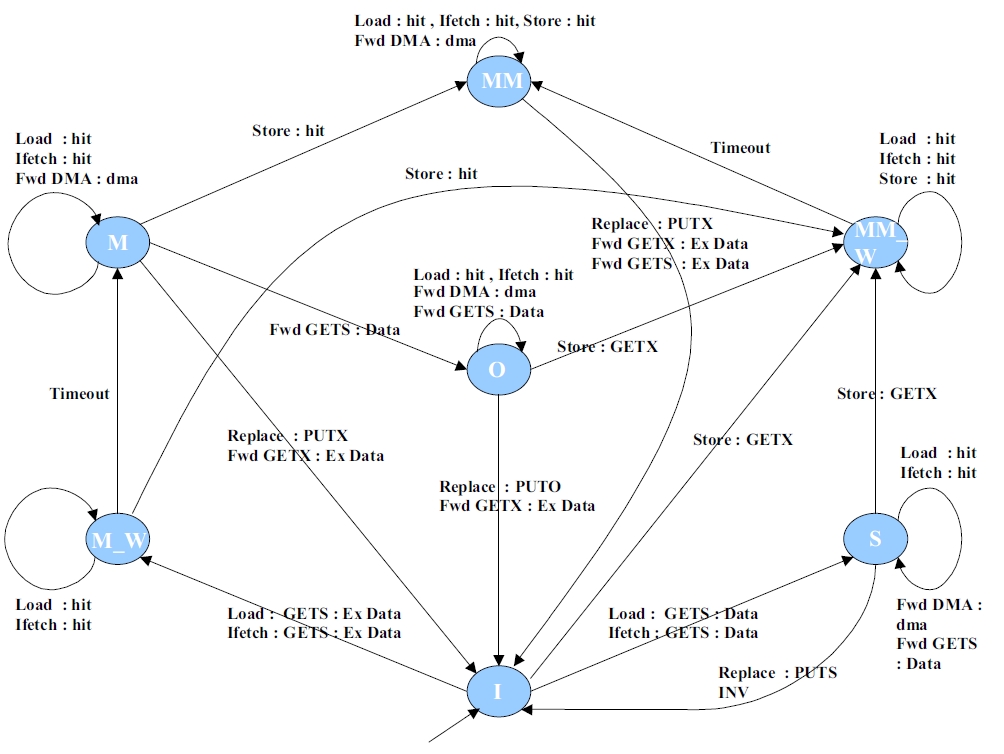 Load : hit , Ifetch : hit, Store : hit
Fwd DMA : dma
MM
Store : hit
Timeout
Load : hit
Ifetch : hit
Fwd DMA : dma
Load : hit
Ifetch : hit
Store : hit
Store : hit
M
Replace : PUTX
Fwd GETX : Ex Data
Fwd GETS : Ex Data
MM_
W
Load : hit , Ifetch : hit
Fwd DMA : dma
Fwd GETS : Data
Fwd GETS : Data
Store : GETX
O
Timeout
Store : GETX
Replace : PUTX
Fwd GETX : Ex Data
Store : GETX
Load : hit
Ifetch : hit
Replace : PUTO
Fwd GETX : Ex Data
M_W
S
Load : hit
Ifetch : hit
Load : GETS : Ex Data
Ifetch : GETS : Ex Data
Load : GETS : Data
Ifetch : GETS : Data
Fwd DMA :
dma
Fwd GETS
: Data
Replace : PUTS
INV
I